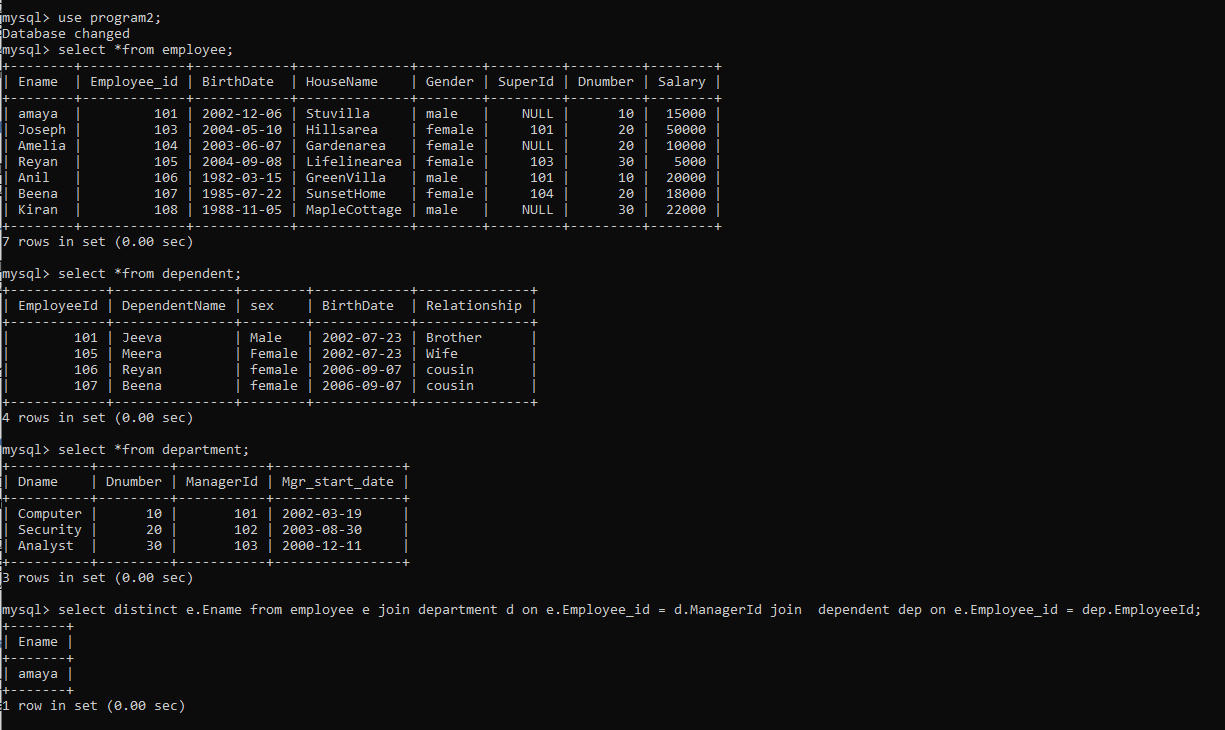 mysql> use program2;
Database changed
mysql> select *from employee;
+--------+-------------+------------+--------------+--------+---------+---------+--------+
| Ename  | Employee_id | BirthDate  | HouseName    | Gender | SuperId | Dnumber | Salary |
+--------+-------------+------------+--------------+--------+---------+---------+--------+
| amaya  |         101 | 2002-12-06 | Stuvilla     | male   |    NULL |      10 |  15000 |
| Joseph |         103 | 2004-05-10 | Hillsarea    | female |     101 |      20 |  50000 |
| Amelia |         104 | 2003-06-07 | Gardenarea   | female |    NULL |      20 |  10000 |
| Reyan  |         105 | 2004-09-08 | Lifelinearea | female |     103 |      30 |   5000 |
| Anil   |         106 | 1982-03-15 | GreenVilla   | male   |     101 |      10 |  20000 |
| Beena  |         107 | 1985-07-22 | SunsetHome   | female |     104 |      20 |  18000 |
| Kiran  |         108 | 1988-11-05 | MapleCottage | male   |    NULL |      30 |  22000 |
+--------+-------------+------------+--------------+--------+---------+---------+--------+
7 rows in set (0.00 sec)
mysql> select *from dependent;
+------------+---------------+--------+------------+--------------+
| EmployeeId | DependentName | sex    | BirthDate  | Relationship |
+------------+---------------+--------+------------+--------------+
|        101 | Jeeva         | Male   | 2002-07-23 | Brother      |
|        105 | Meera         | Female | 2002-07-23 | Wife         |
|        106 | Reyan         | female | 2006-09-07 | cousin       |
|        107 | Beena         | female | 2006-09-07 | cousin       |
+------------+---------------+--------+------------+--------------+
4 rows in set (0.00 sec)
mysql> select *from department;
+----------+---------+-----------+----------------+
| Dname    | Dnumber | ManagerId | Mgr_start_date |
+----------+---------+-----------+----------------+
| Computer |      10 |       101 | 2002-03-19     |
| Security |      20 |       102 | 2003-08-30     |
| Analyst  |      30 |       103 | 2000-12-11     |
+----------+---------+-----------+----------------+
3 rows in set (0.00 sec)
mysql> select distinct e.Ename from employee e join department d on e.Employee_id = d.ManagerId join  dependent dep on e.Employee_id = dep.EmployeeId;
+-------+
| Ename |
+-------+
| amaya |
+-------+
1 row in set (0.00 sec)